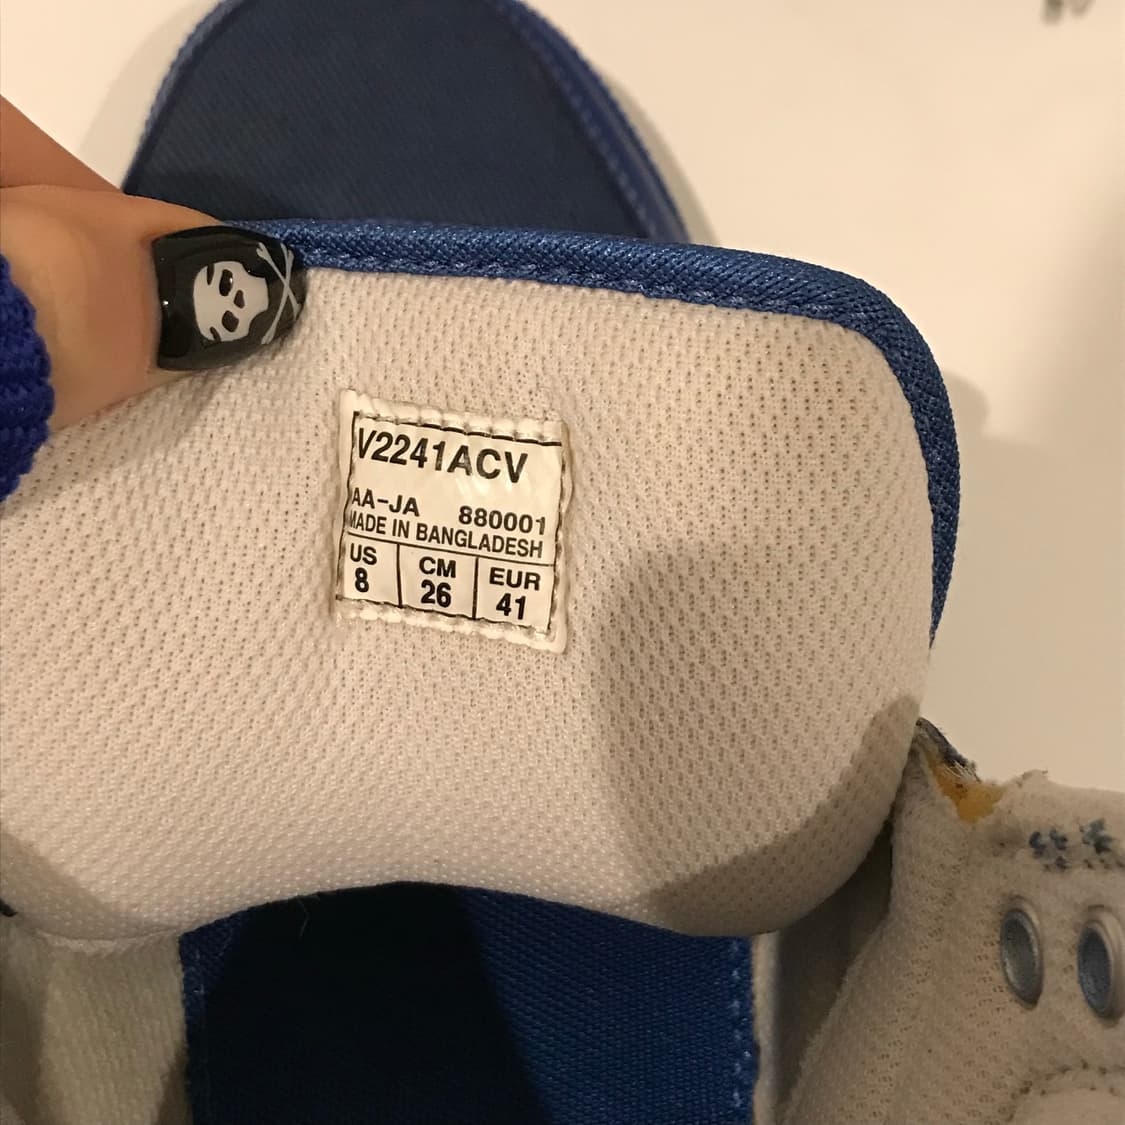 V2241ACV
AA-JA 880001
MADE IN BANGLADESH
US CM EUR
8 26 41